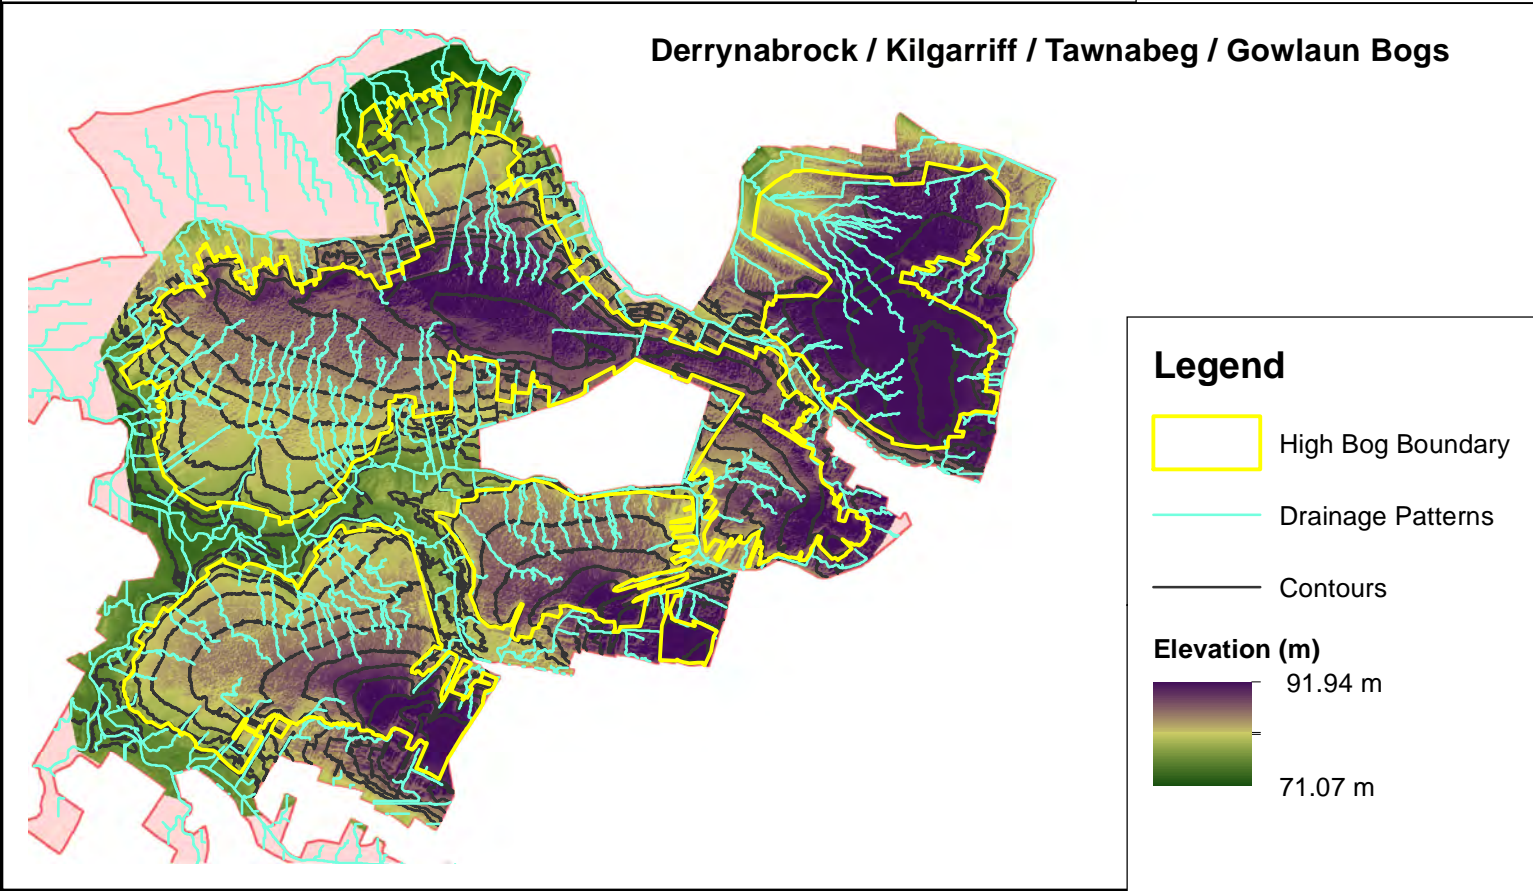 Derrynabrock / Kilgarriff / Tawnabeg / Gowlaun Bogs
Legend
High Bog Boundary
Drainage Patterns
Contours
Elevation (m)
91.94 m
71.07 m